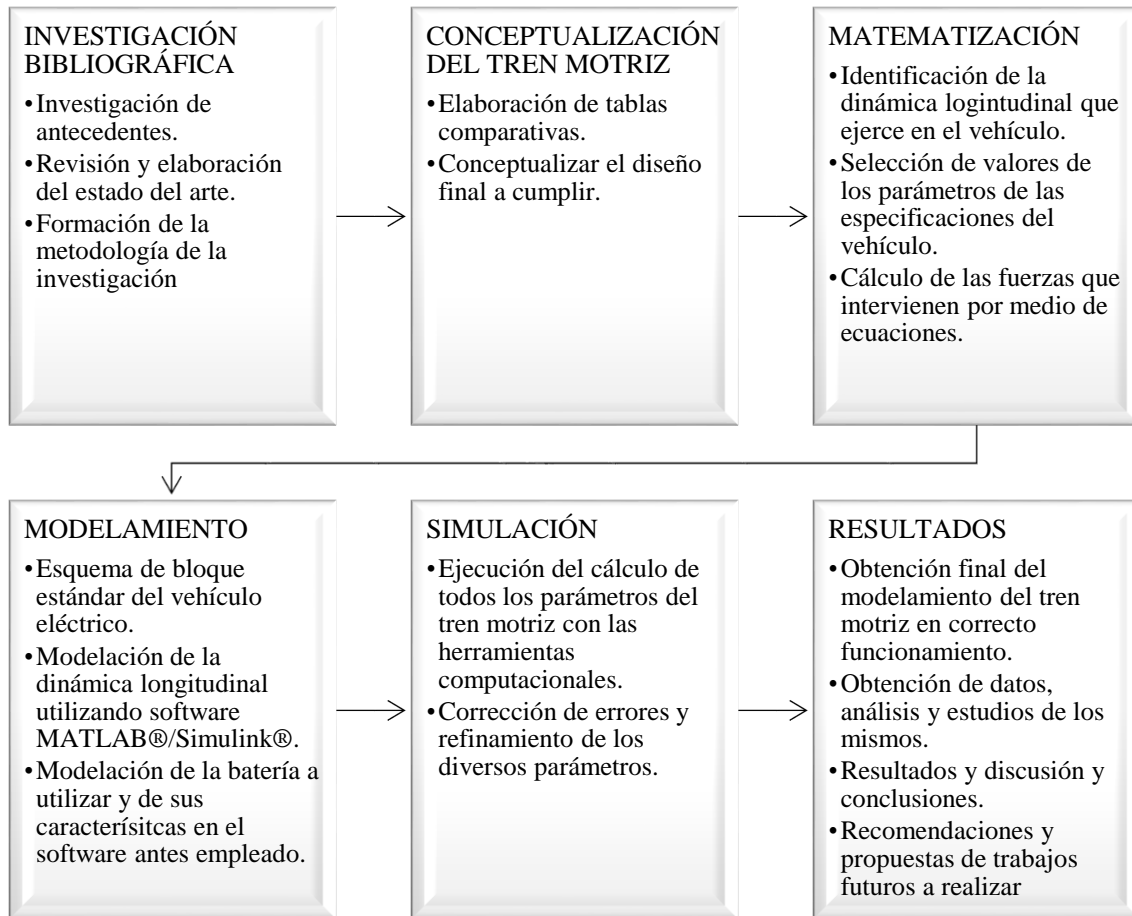 INVESTIGACIÓN
BIBLIOGRÁFICA
•Investigación de
antecedentes.
•Revisión y elaboración
del estado del arte.
•Formación de la
metodología de la
investigación
CONCEPTUALIZACIÓN
DEL TREN MOTRIZ
•Elaboración de tablas
comparativas.
•Conceptualizar el diseño
final a cumplir.
MATEMATIZACIÓN
•Identificación de la
dinámica logintudinal que
ejerce en el vehículo.
•Selección de valores de
los parámetros de las
especificaciones del
vehículo.
•Cálculo de las fuerzas que
intervienen por medio de
ecuaciones.
MODELAMIENTO
•Esquema de bloque
estándar del vehículo
eléctrico.
•Modelación de la
dinámica longitudinal
utilizando software
MATLAB®/Simulink®.
•Modelación de la batería a
utilizar y de sus
caracterísitcas en el
software antes empleado.
SIMULACIÓN
•Ejecución del cálculo de
todos los parámetros del
tren motriz con las
herramientas
computacionales.
•Corrección de errores y
refinamiento de los
diversos parámetros.
RESULTADOS
•Obtención final del
modelamiento del tren
motriz en correcto
funcionamiento.
•Obtención de datos,
análisis y estudios de los
mismos.
•Resultados y discusión y
conclusiones.
•Recomendaciones y
propuestas de trabajos
futuros a realizar